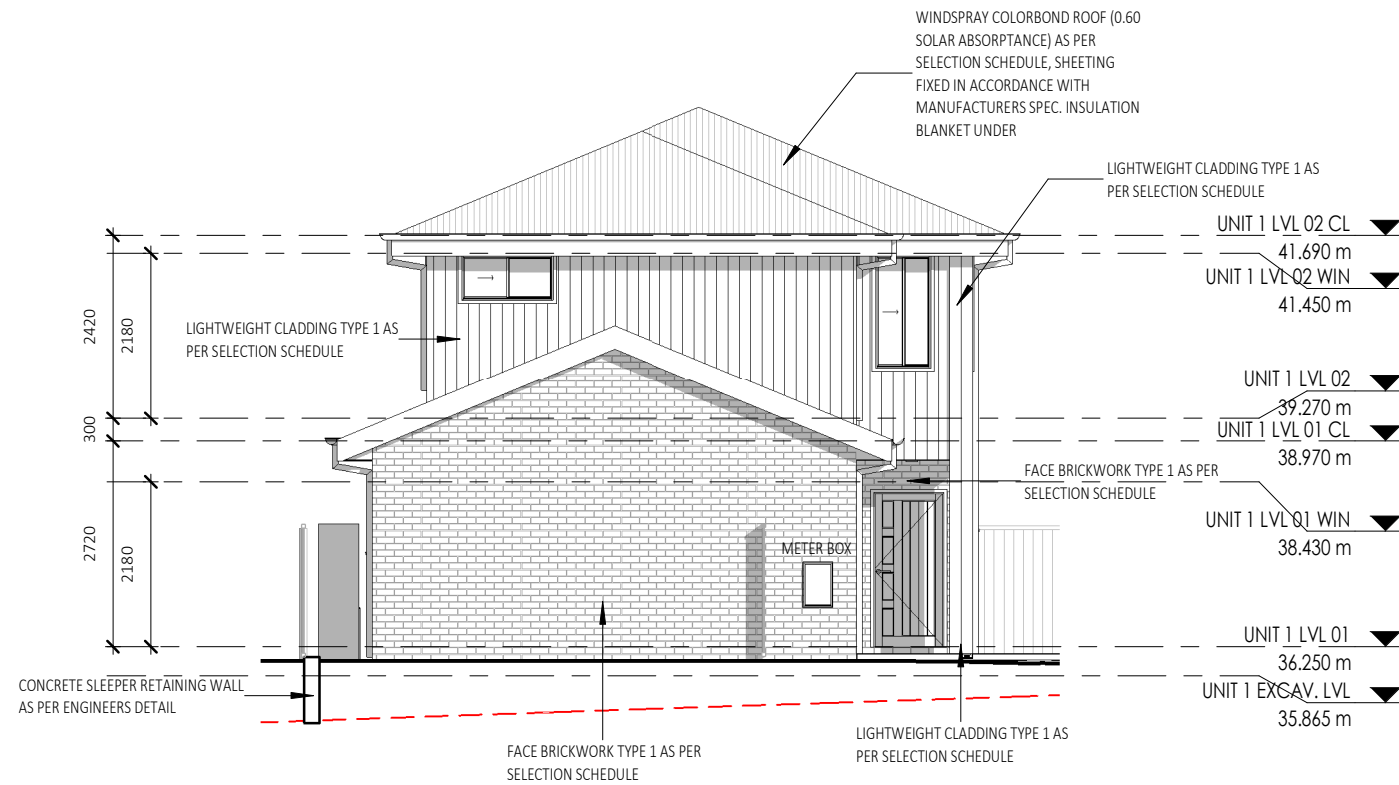 WINDSPRAY COLORBOND ROOF (0.60
SOLAR ABSORPTANCE) AS PER
SELECTION SCHEDULE, SHEETING
FIXED IN ACCORDANCE WITH
MANUFACTURERS SPEC. INSULATION
BLANKET UNDER
LIGHTWEIGHT CLADDING TYPE 1 AS
PER SELECTION SCHEDULE
UNIT 1 LVL 02 CL
41.690 m
UNIT 1 LVL 02 WIN
41.450 m
2420
2180
LIGHTWEIGHT CLADDING TYPE 1 AS
PER SELECTION SCHEDULE
UNIT 1 LVL 02
39.270 m
300
UNIT 1 LVL 01 CL
38.970 m
FACE BRICKWORK TYPE 1 AS PER
SELECTION SCHEDULE
UNIT 1 LVL 01 WIN
38.430 m
2720
2180
METER BOX
UNIT 1 LVL 01
36.250 m
CONCRETE SLEEPER RETAINING WALL
AS PER ENGINEERS DETAIL
UNIT 1 EXCAV. LVL
35.865 m
FACE BRICKWORK TYPE 1 AS PER
SELECTION SCHEDULE
LIGHTWEIGHT CLADDING TYPE 1 AS
PER SELECTION SCHEDULE